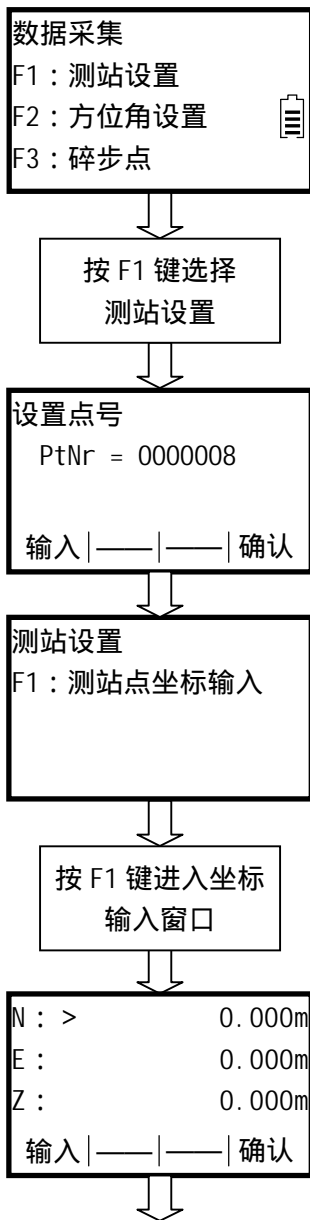 数据采集
F1：测站设置
F2：方位角设置
F3：碎步点
按 F1 键选择
测站设置
设置点号
PtNr = 0000008
输入|——|——|确认
测站设置
F1：测站点坐标输入
按 F1 键进入坐标
输入窗口
N：> 0.000m
E： 0.000m
Z： 0.000m
输入|——|——|确认